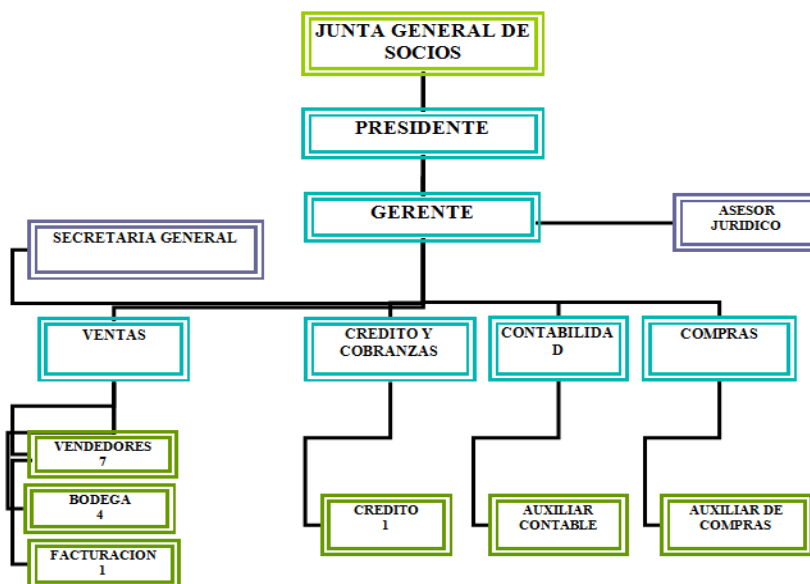 JUNTA GENERAL DE
SOCIOS
PRESIDENTE
GERENTE
SECRETARIA GENERAL
ASESOR
JURIDICO
VENTAS
CREDITO Y
COBRANZAS
CONTABILIDA
D
COMPRAS
VENDEDORES
7
BODEGA
4
FACTURACION
1
CREDITO
1
AUXILIAR
CONTABLE
AUXILIAR DE
COMPRAS